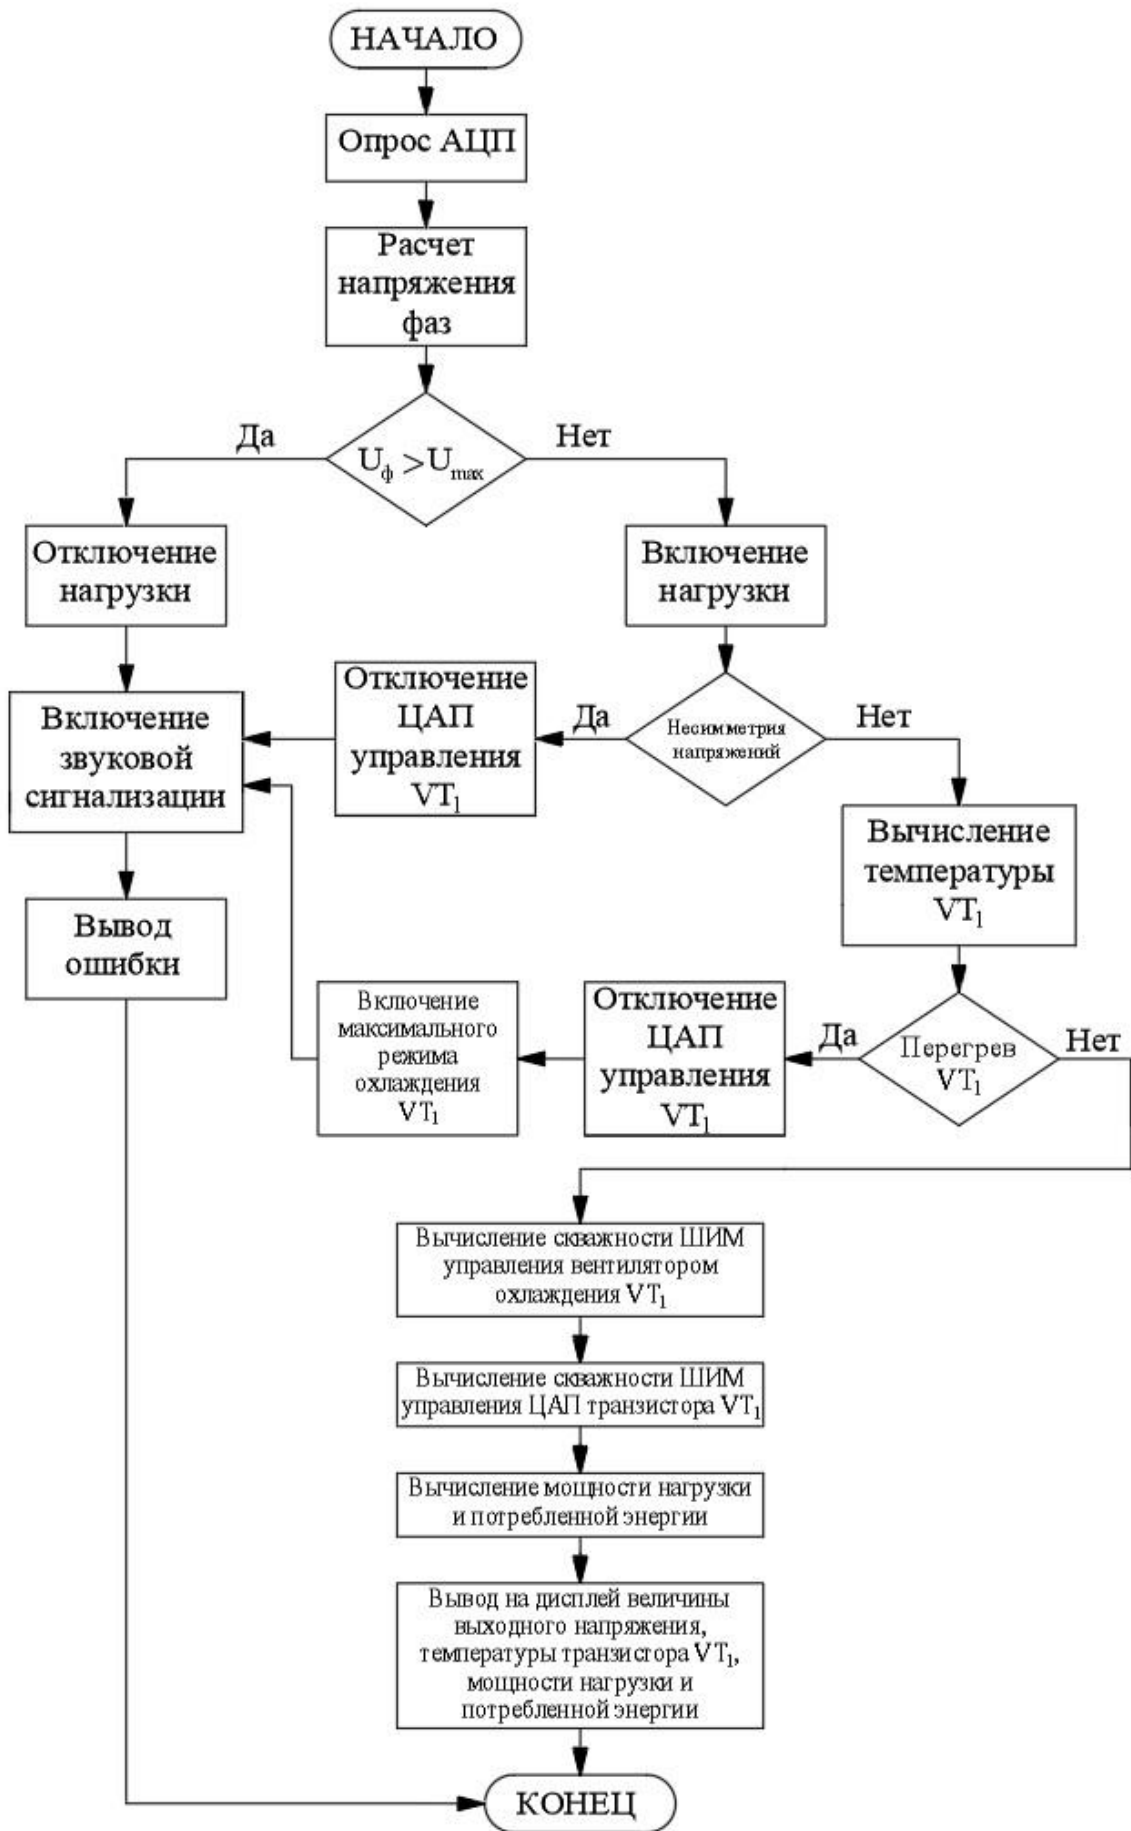 НАЧАЛО
Опрос АЦП
Расчет
напряжения
фаз
Да
Uф >Umax
Нет
Отключение
нагрузки
Включение
нагрузки
Включение
звуковой
сигнализации
Отключение
ЦАП
управления
VT1
Да
Несимметрия
напряжений
Нет
Вычисление
температуры
VT1
Вывод
ошибки
Включение
максимального
режима
охлаждения
VT1
Отключение
ЦАП
управления
VT1
Да
Перегрев
VT1
Нет
Вычисление скважности ШИМ
управления вентилятором
охлаждения VT1
Вычисление скважности ШИМ
управления ЦАП транзистора VT1
Вычисление мощности нагрузки
и потребленной энергии
Вывод на дисплей величины
выходного напряжения,
температуры транзистора VT1,
мощности нагрузки и
потребленной энергии
КОНЕЦ